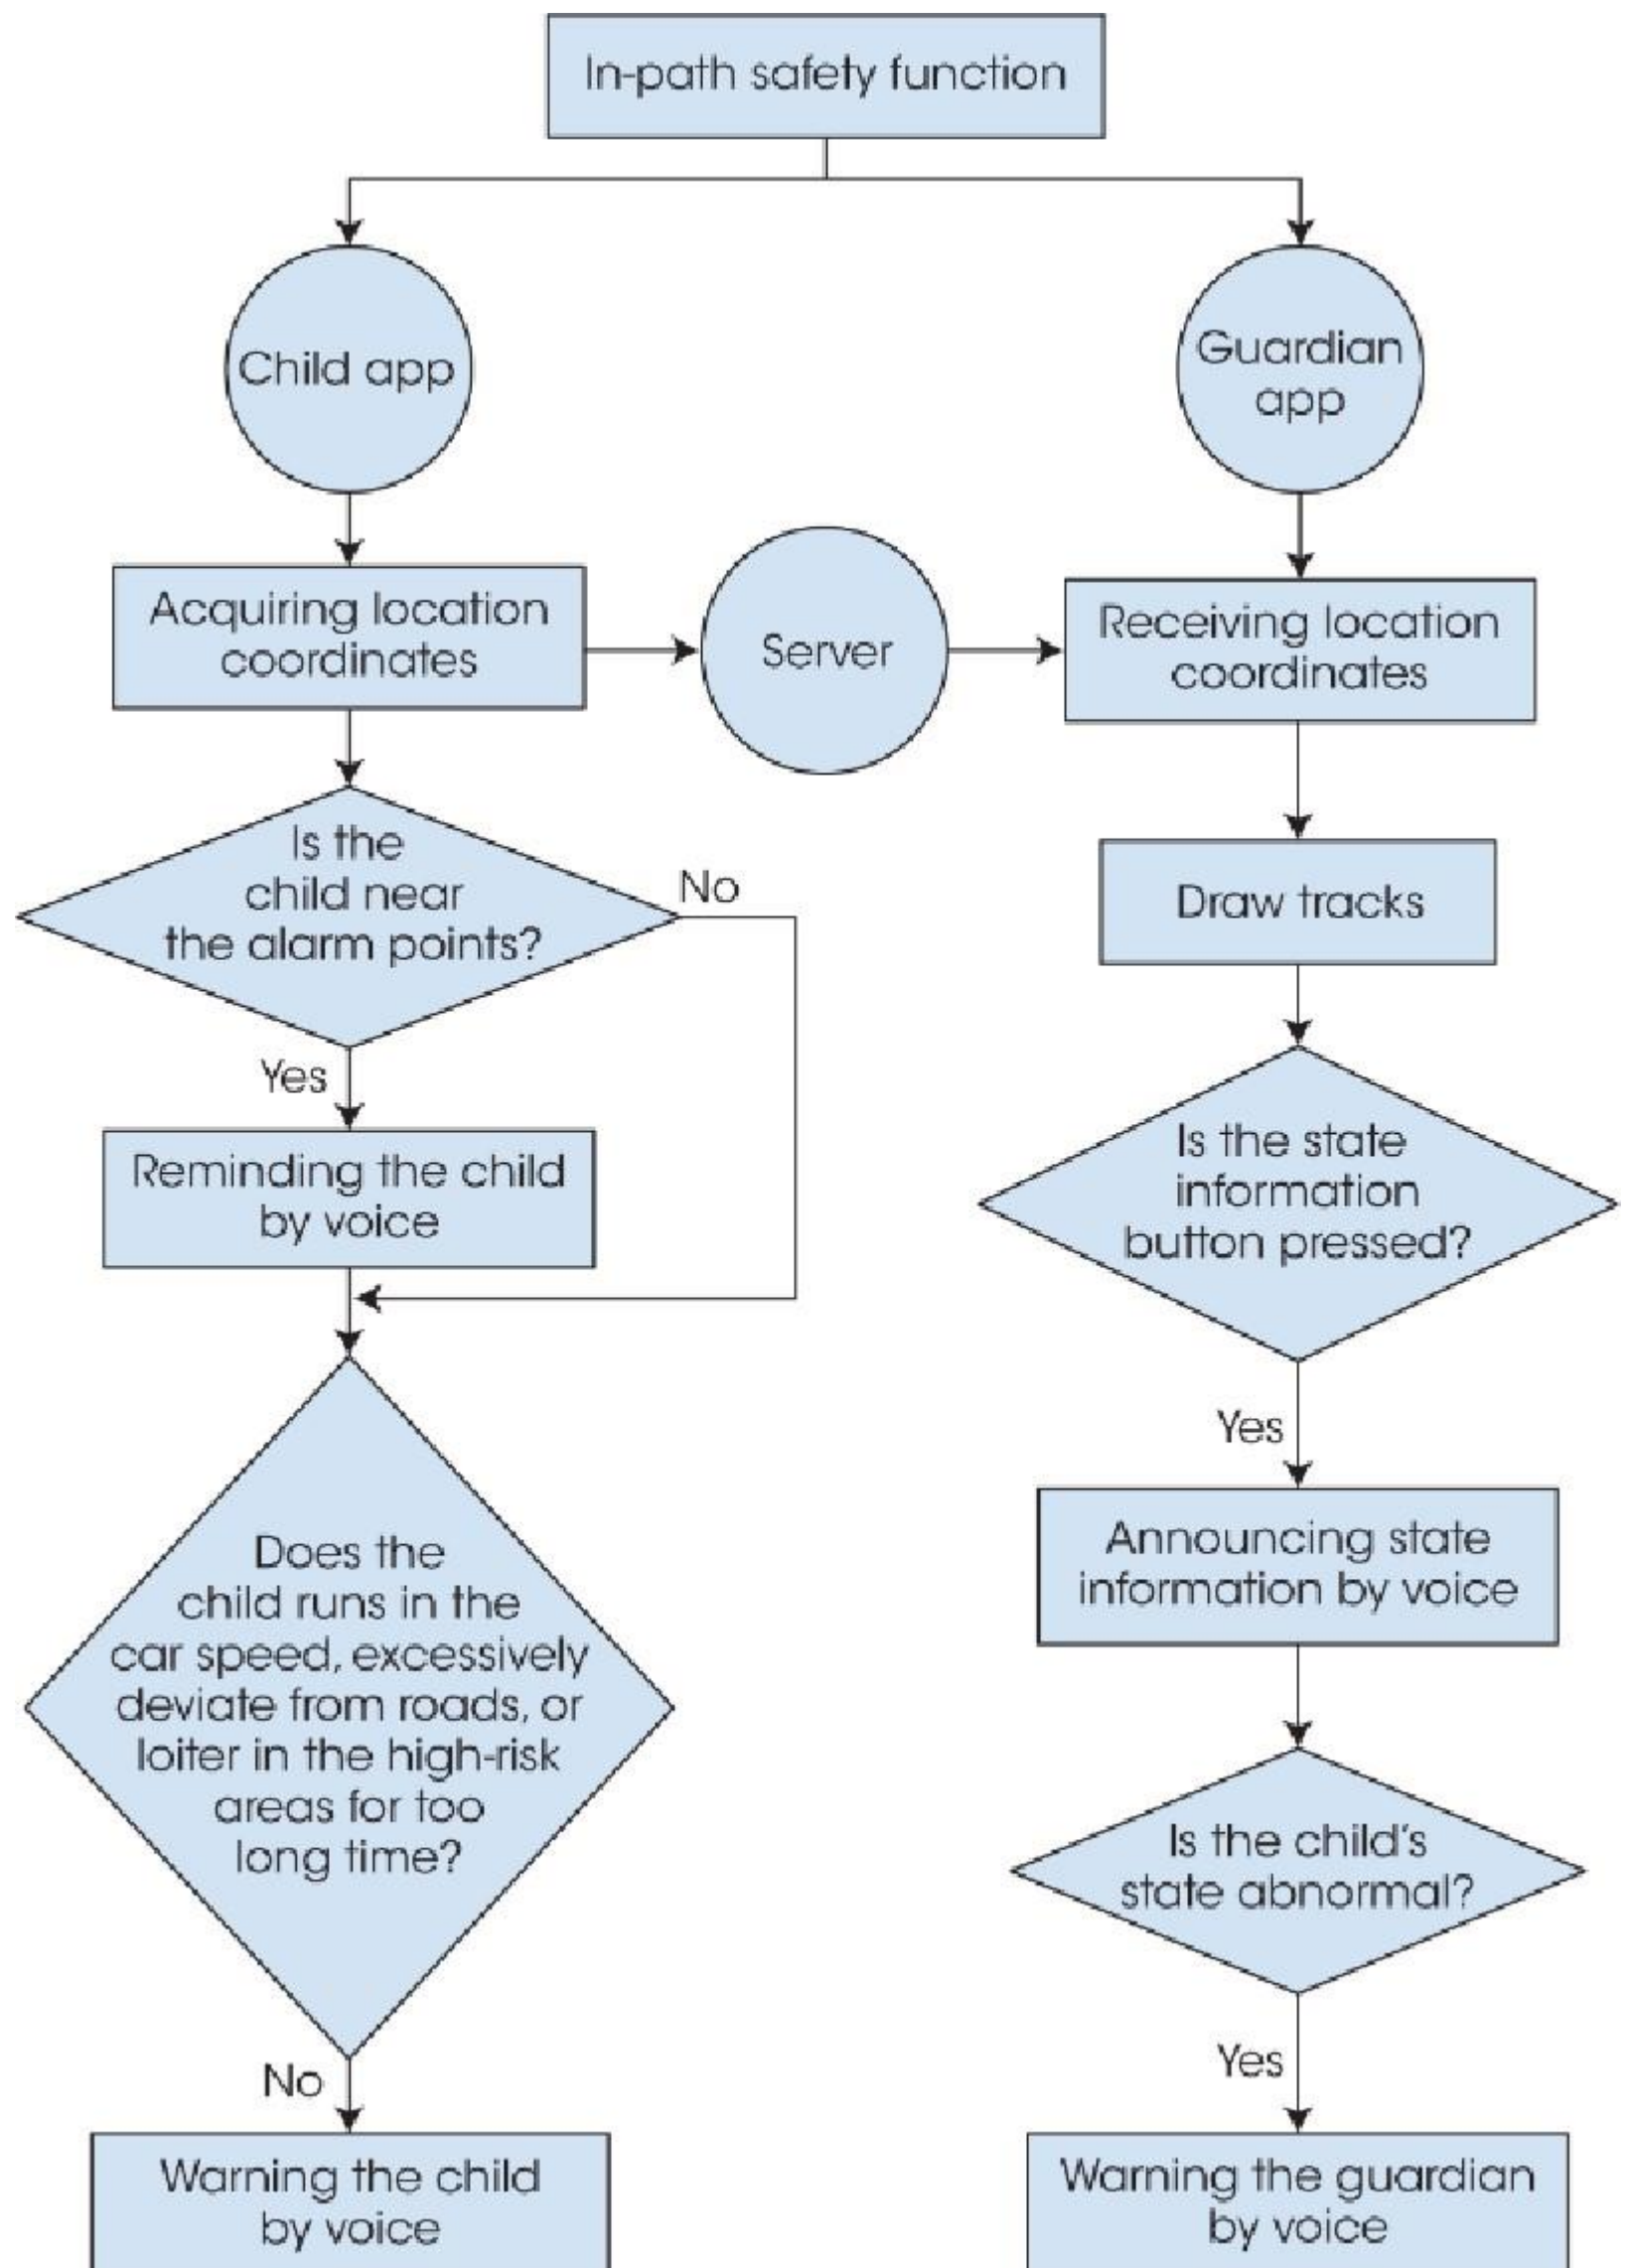 In-path safety function
Child app
Guardian
app
Acquiring location
coordinates
Server
Receiving location
coordinates
Is the
child near
the alarm points?
No
Draw tracks
Yes
Reminding the child
by voice
Is the state
information
button pressed?
Yes
Does the
child runs in the
car speed, excessively
deviate from roads, or
loiter in the high-risk
areas for too
long time?
Announcing state
information by voice
Is the child's
state abnormal?
No
Yes
Warning the child
by voice
Warning the guardian
by voice